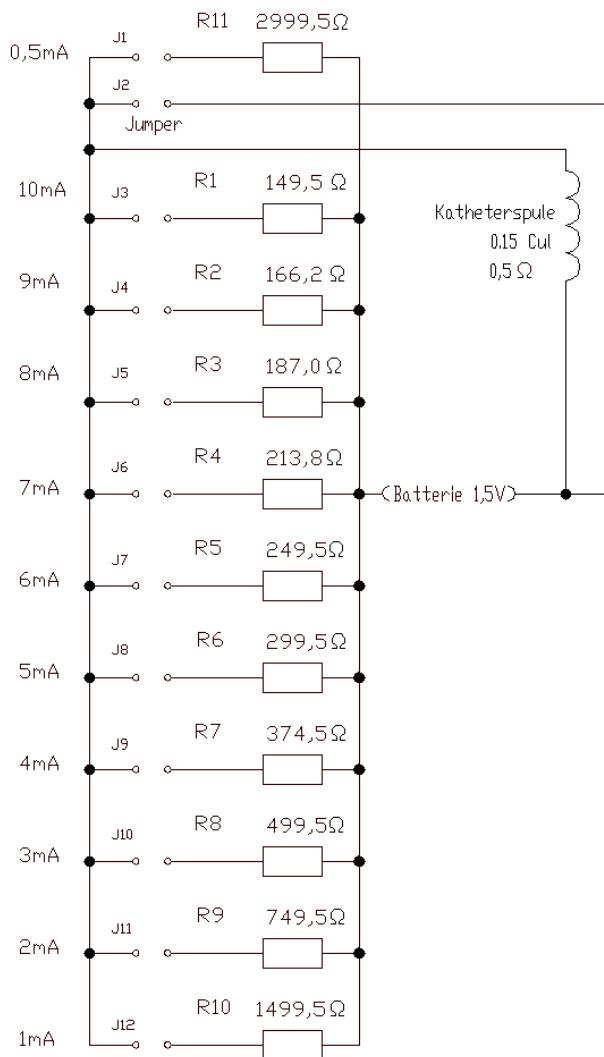 R11 2999,5Ω
0,5mA J1
J2
Jumper
10mA J3 R1 149,5 Ω
Katheterspule
0.15 Cul
0,5 Ω
9mA J4 R2 166,2 Ω
8mA J5 R3 187,0 Ω
7mA J6 R4 213,8 Ω
Batterie 1,5V
6mA J7 R5 249,5Ω
5mA J8 R6 299,5Ω
4mA J9 R7 374,5Ω
3mA J10 R8 499,5Ω
2mA J11 R9 749,5Ω
1mA J12 R10 1499,5Ω